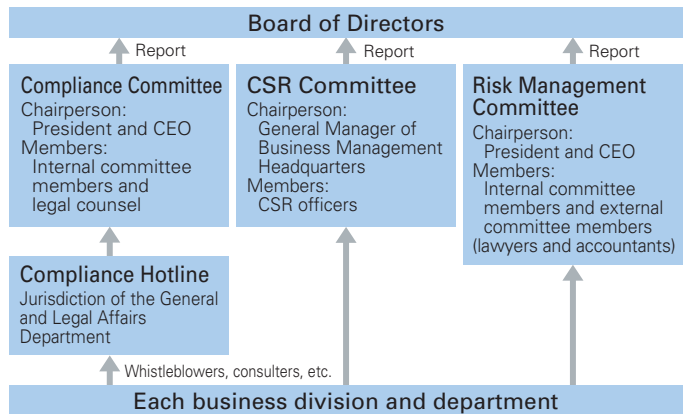 Board of Directors
Report
Report
Report
Compliance Committee
Chairperson:
President and CEO
Members:
Internal committee
members and
legal counsel
CSR Committee
Chairperson:
General Manager of
Business Management
Headquarters
Members:
CSR officers
Risk Management
Committee
Chairperson:
President and CEO
Members:
Internal committee
members and external
committee members
(lawyers and accountants)
Compliance Hotline
Jurisdiction of the General
and Legal Affairs
Department
Whistleblowers, consulters, etc.
Each business division and department